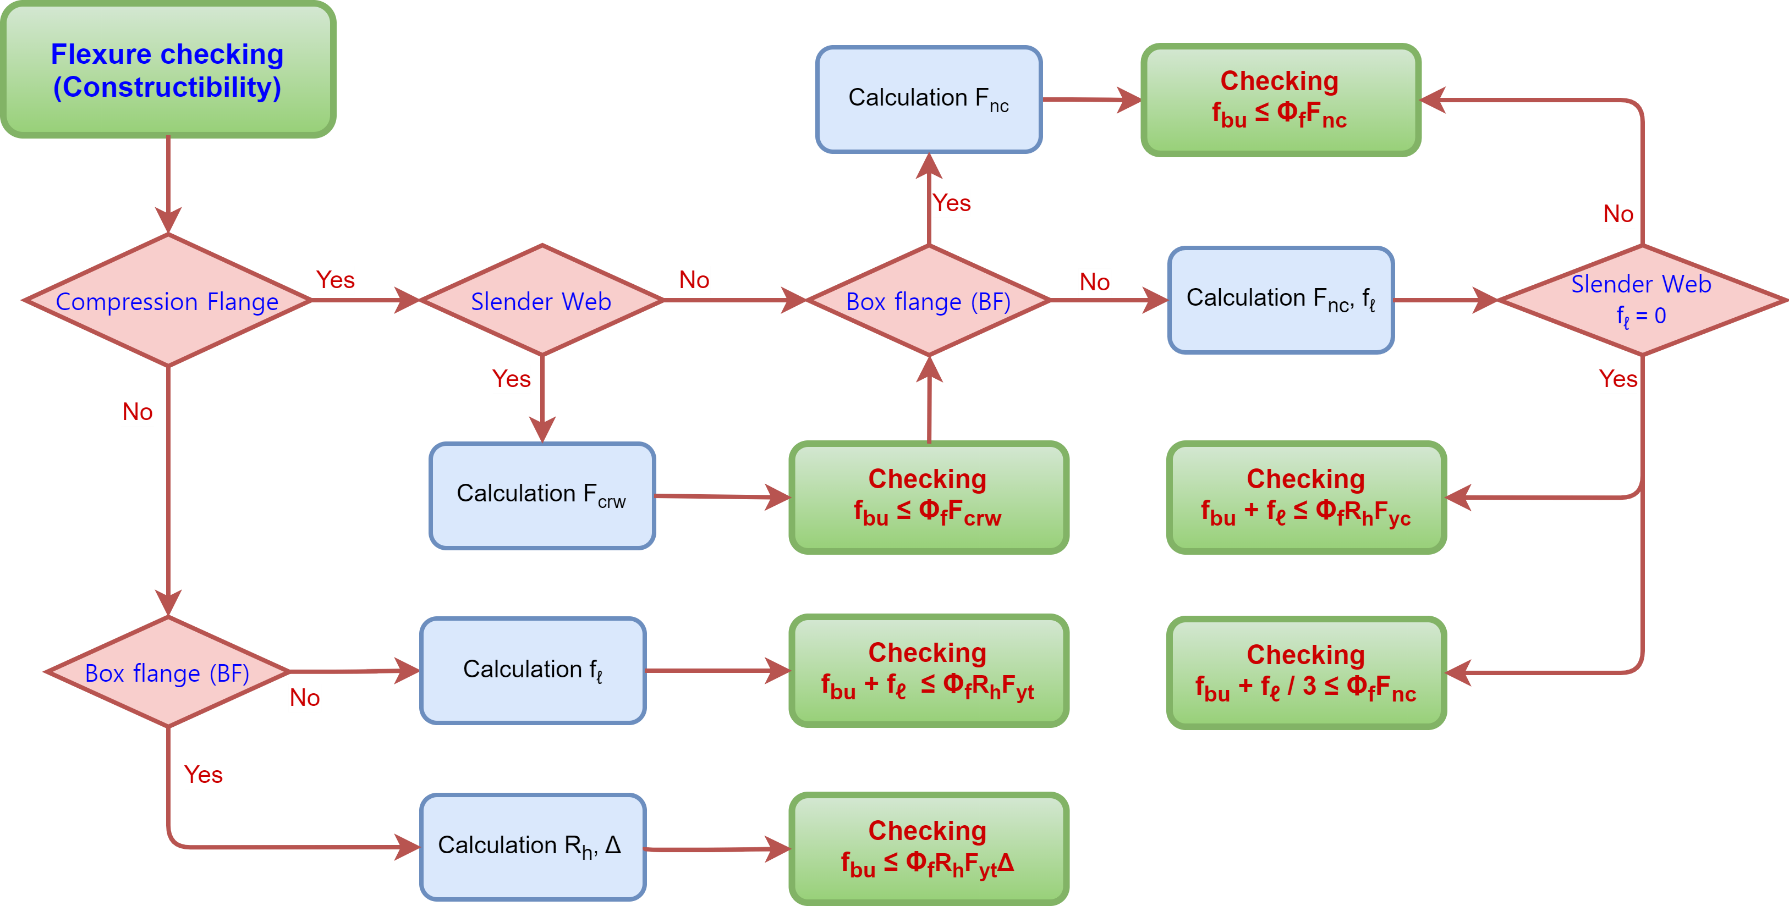 Flexure checking
(Constructibility)
Calculation Fnc
Checking
fbu ≤ Φf Fnc
Yes
No
Compression Flange
Yes
Slender Web
No
Box flange (BF)
No
Calculation Fnc, fℓ
Slender Web
fℓ = 0
No
Yes
Yes
Calculation Fcrw
Checking
fbu ≤ ΦfFcrw
Checking
fbu + fℓ ≤ ΦfRhFyc
Box flange (BF)
No
Calculation fℓ
Checking
fbu + fℓ ≤ ΦfRhFyt
Checking
fbu + fℓ / 3 ≤ ΦfFnc
Yes
Calculation Rh, Δ
Checking
fbu ≤ ΦfRhFytΔ